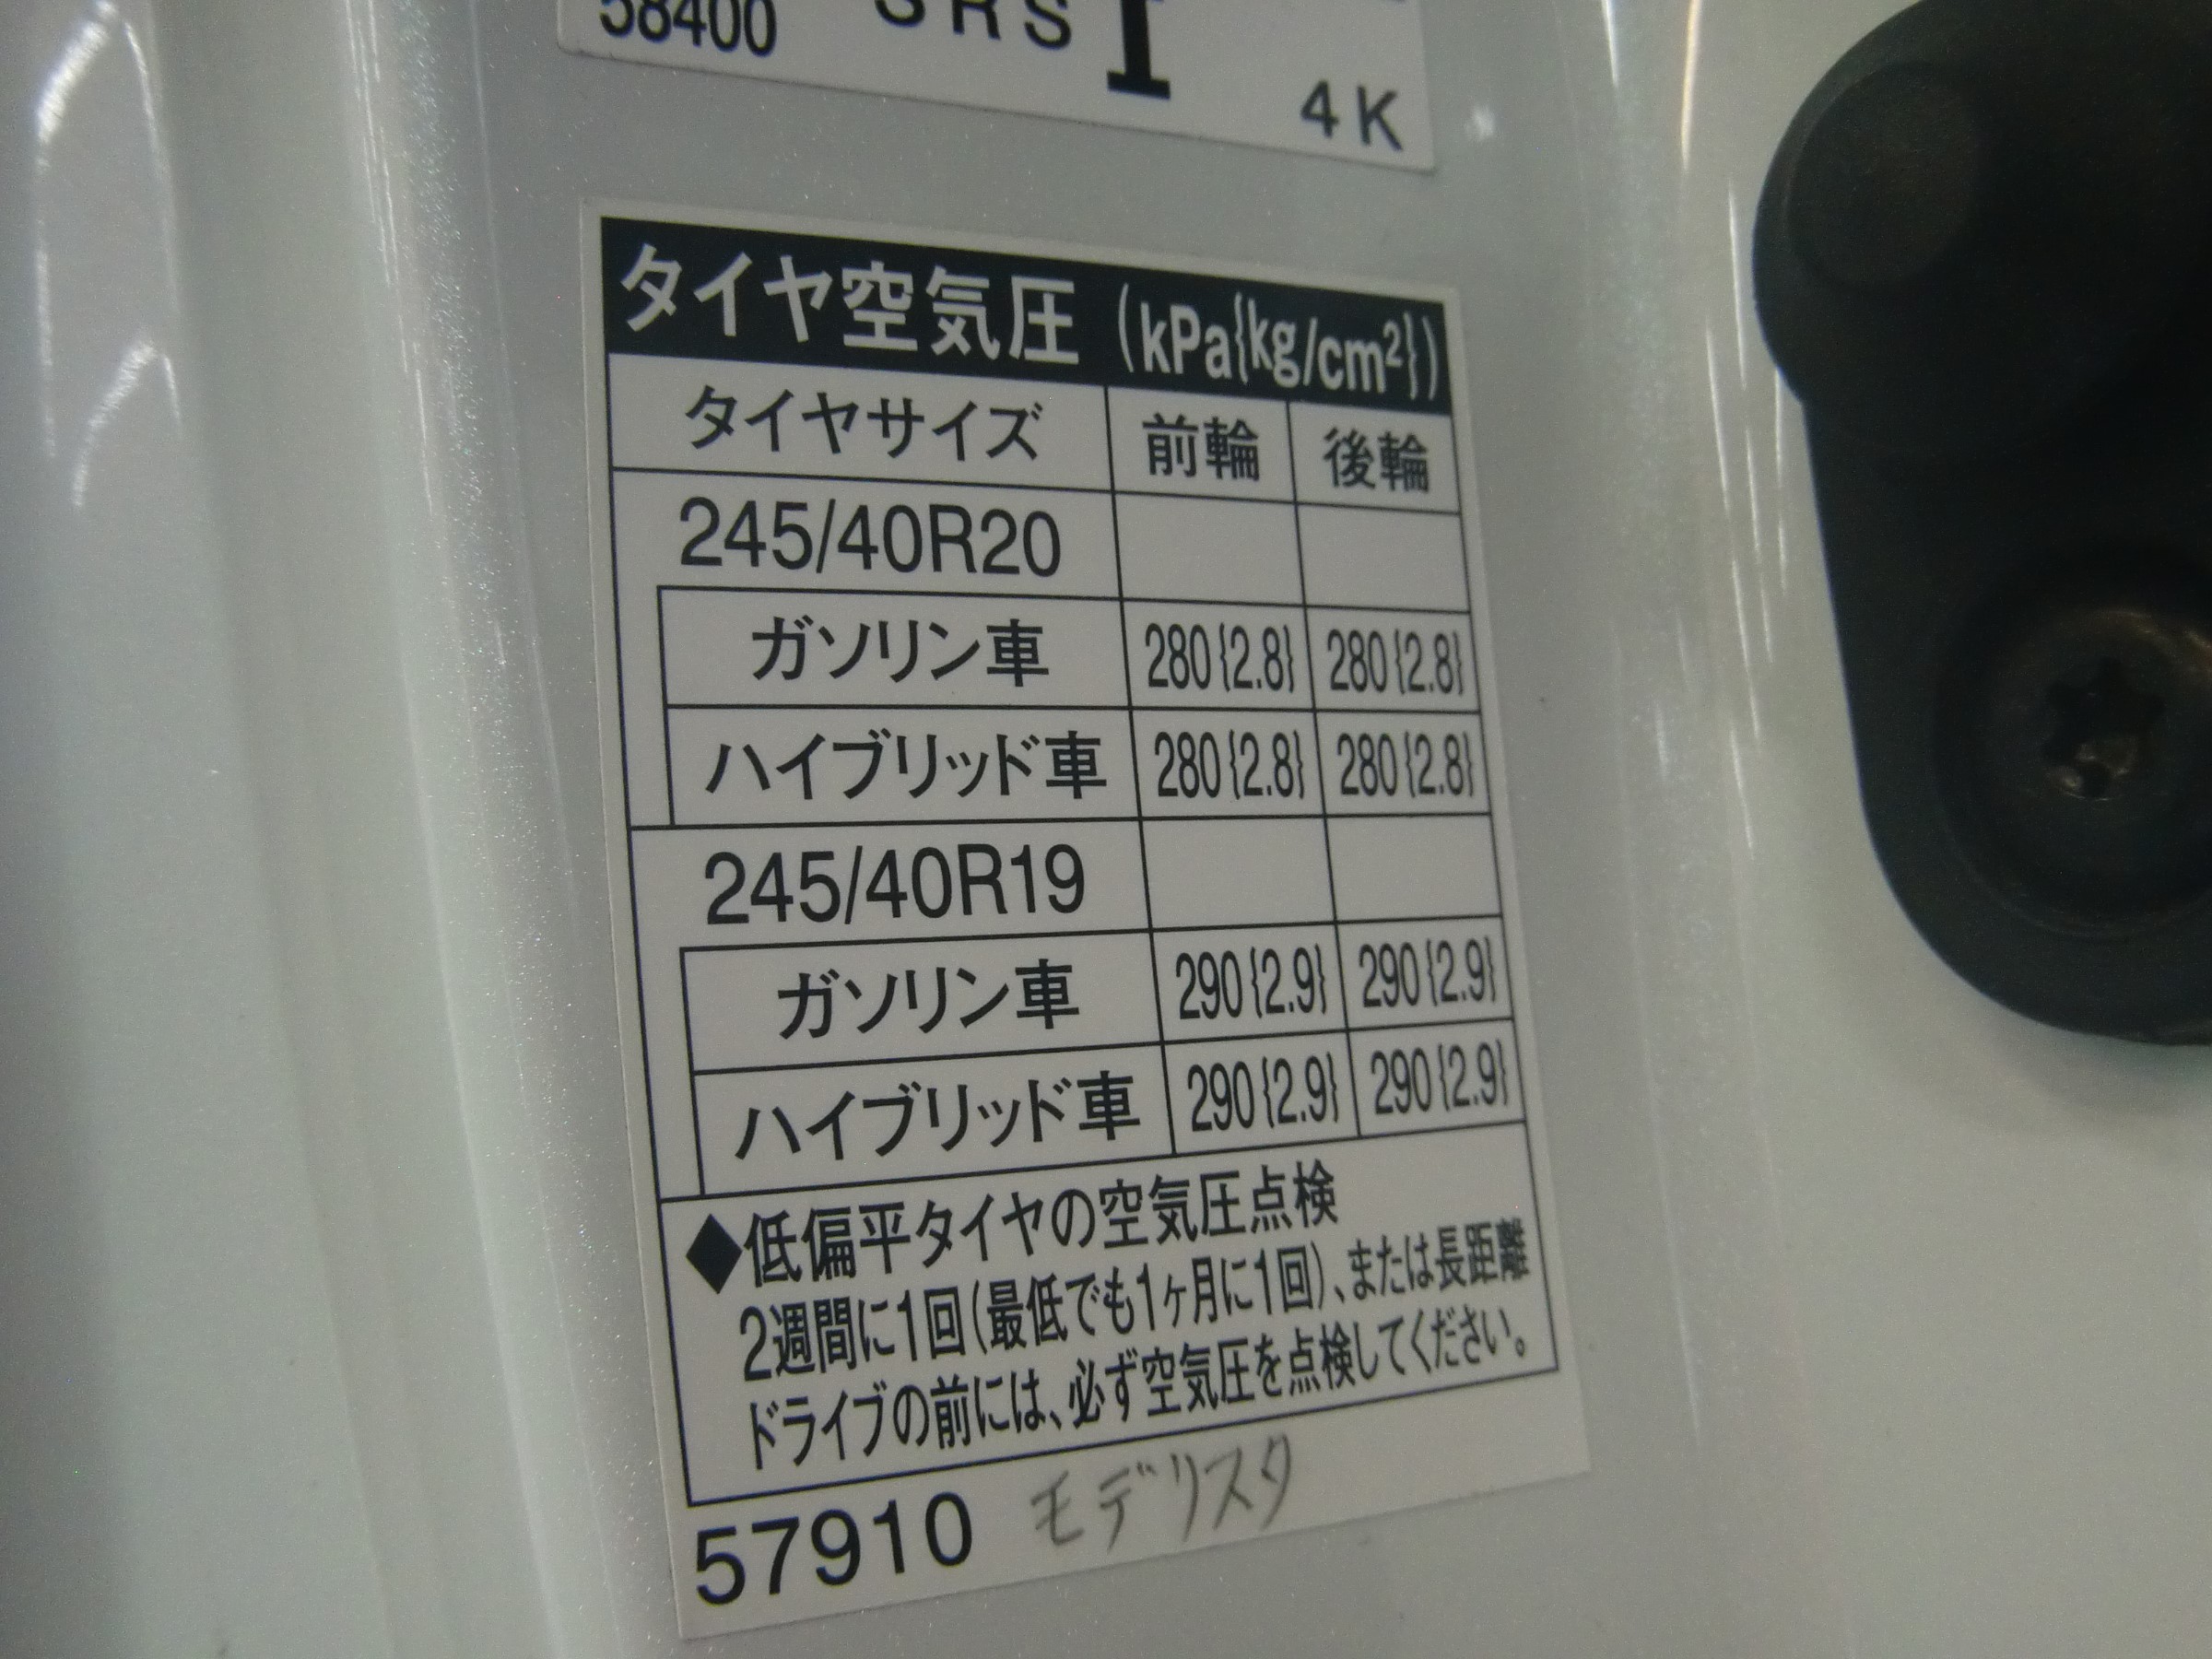 58400 SRS I
4K
タイヤ空気圧 (kPa{kg/cm²})
タイヤサイズ 前輪 後輪
245/40R20
ガソリン車 280{2.8} 280{2.8}
ハイブリッド車 280{2.8} 280{2.8}
245/40R19
ガソリン車 290{2.9} 290{2.9}
ハイブリッド車 290{2.9} 290{2.9}
◆低偏平タイヤの空気圧点検
2週間に1回(最低でも1ヶ月に1回)、または長距離
ドライブの前には、必ず空気圧を点検してください。
57910 モデリスタ